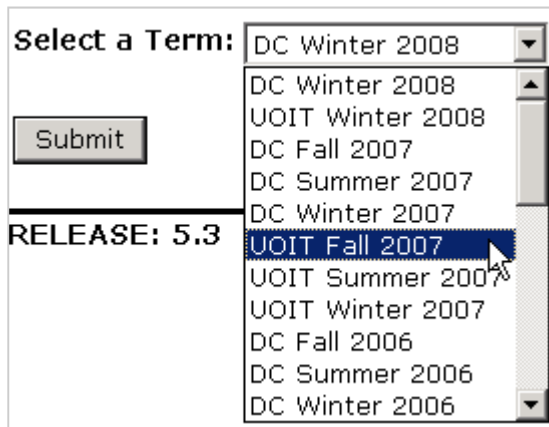 Select a Term: DC Winter 2008
DC Winter 2008
UOIT Winter 2008
Submit
DC Fall 2007
DC Summer 2007
DC Winter 2007
RELEASE: 5.3
UOIT Fall 2007
UOIT Summer 2007
UOIT Winter 2007
DC Fall 2006
DC Summer 2006
DC Winter 2006